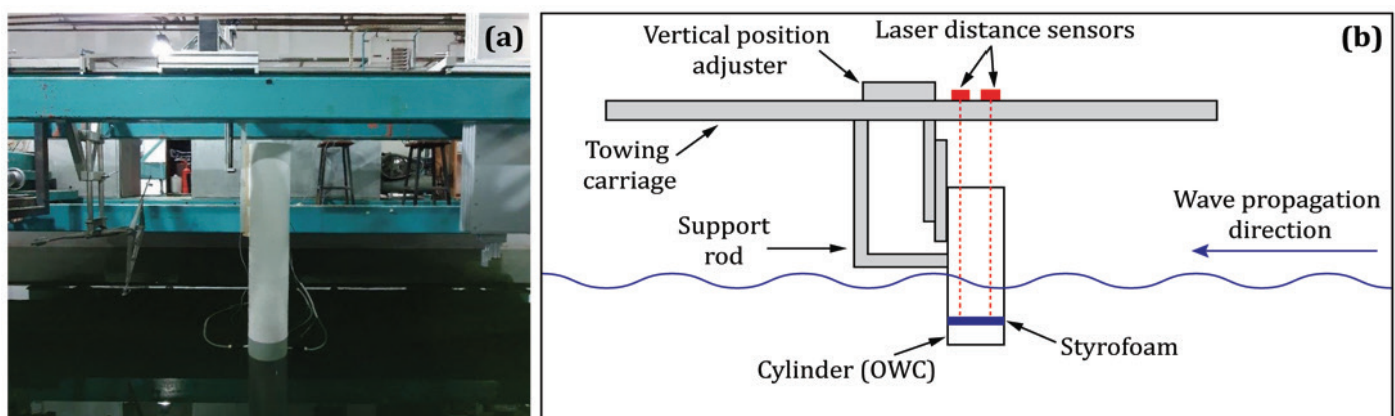 (a)
Vertical position
adjuster
Laser distance sensors
(b)
Towing
carriage
Support
rod
Wave propagation
direction
Cylinder (OWC)
Styrofoam